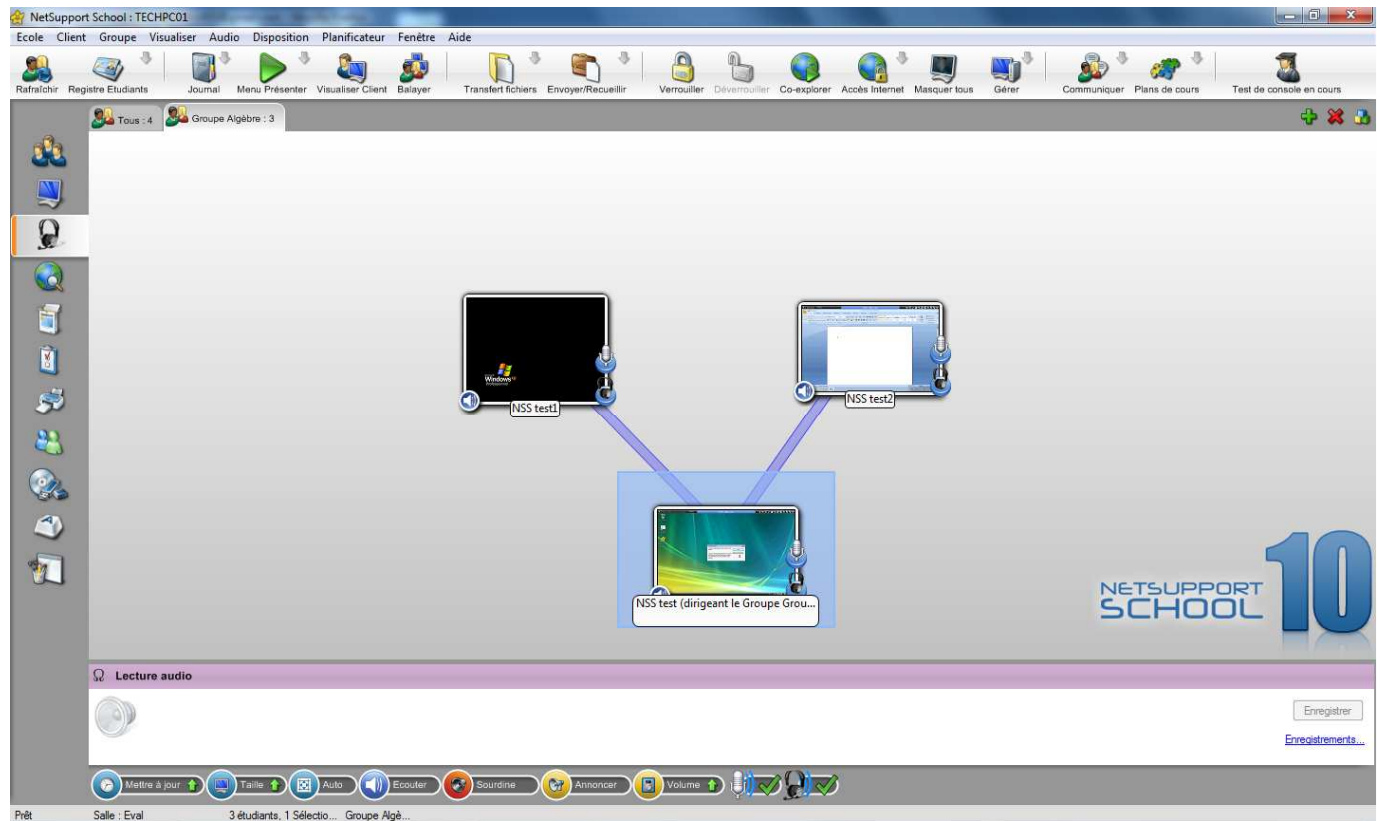 NetSupport School : TECHPC01
Ecole Client Groupe Visualiser Audio Disposition Planificateur Fenêtre Aide
Rafraîchir Registre Etudiants Journal Menu Présenter Visualiser Client Balayer Transfert fichiers Envoyer/Recueillir Verrouiller Déverrouiller Co-explorer Accès Internet Masquer tous Gérer Communiquer Plans de cours Test de console en cours
Tous : 4 Groupe Algèbre : 3
Windows
NSS test1
NSS test2
NSS test (dirigeant le Groupe Grou...
NETSUPPORT
SCHOOL 10
Lecture audio
Enregistrer
Enregistrements...
Mettre à jour Taille Auto Ecouter Sourdine Annoncer Volume
Prêt Salle : Eval 3 étudiants, 1 Sélectio... Groupe Algè...